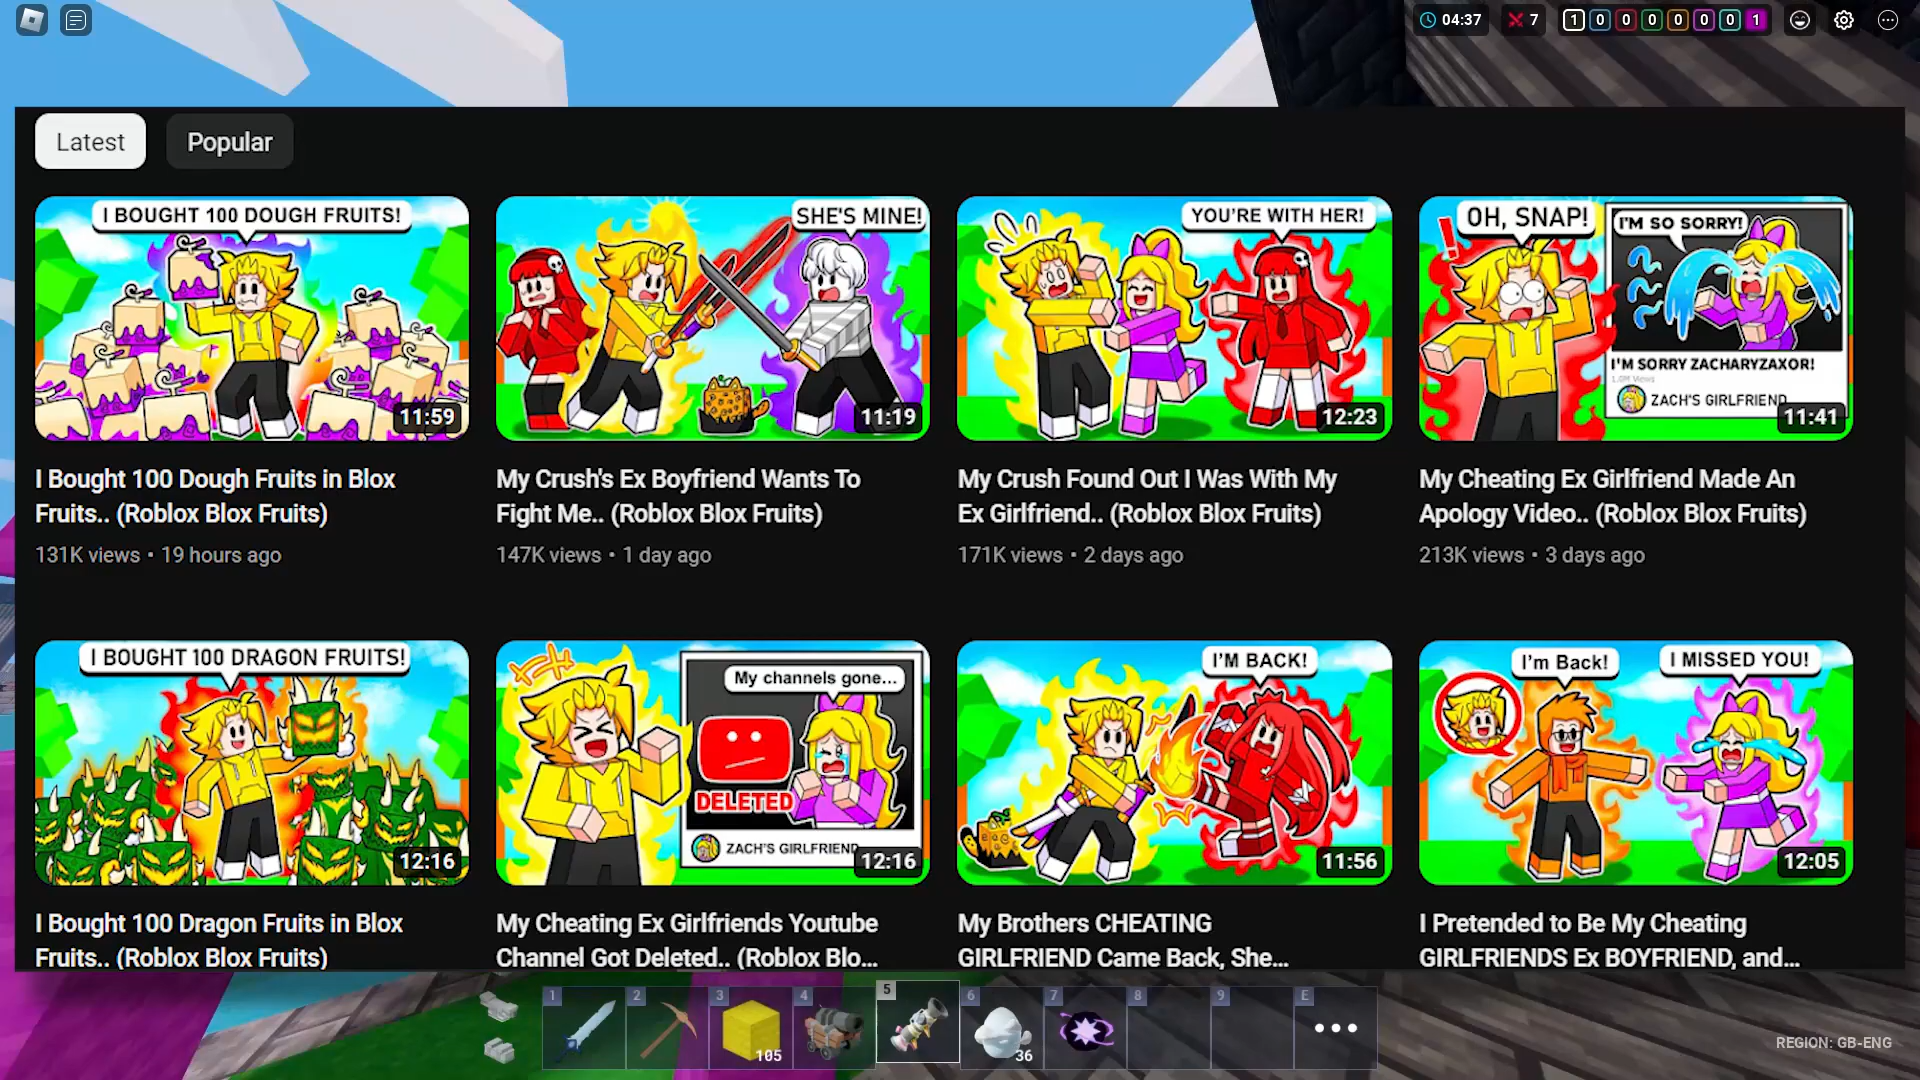 04:37
7
1 0 0 0 0 0 0 1
Latest
Popular
I BOUGHT 100 DOUGH FRUITS!
11:59
SHE'S MINE!
11:19
YOU'RE WITH HER!
12:23
OH, SNAP!
I'M SO SORRY!
I'M SORRY ZACHARYZAXOR!
1.0M Views
ZACH'S GIRLFRIEND
11:41
I Bought 100 Dough Fruits in Blox
Fruits.. (Roblox Blox Fruits)
131K views • 19 hours ago
My Crush's Ex Boyfriend Wants To
Fight Me.. (Roblox Blox Fruits)
147K views • 1 day ago
My Crush Found Out I Was With My
Ex Girlfriend.. (Roblox Blox Fruits)
171K views • 2 days ago
My Cheating Ex Girlfriend Made An
Apology Video.. (Roblox Blox Fruits)
213K views • 3 days ago
I BOUGHT 100 DRAGON FRUITS!
12:16
My channels gone...
DELETED
ZACH'S GIRLFRIEND
12:16
I'M BACK!
11:56
I'm Back!
I MISSED YOU!
12:05
I Bought 100 Dragon Fruits in Blox
Fruits.. (Roblox Blox Fruits)
My Cheating Ex Girlfriends Youtube
Channel Got Deleted.. (Roblox Blo...
My Brothers CHEATING
GIRLFRIEND Came Back, She...
I Pretended to Be My Cheating
GIRLFRIENDS Ex BOYFRIEND, and...
1 2 3 4 5 6 7 8 9 E
105
36
REGION: GB-ENG